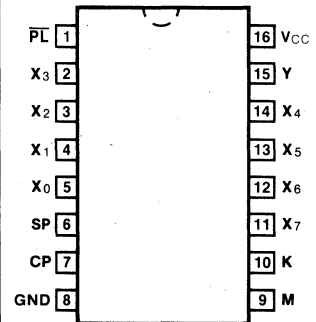 PL 1 16 VCC
X3 2 15 Y
X2 3 14 X4
X1 4 13 X5
X0 5 12 X6
SP 6 11 X7
CP 7 10 K
GND 8 9 M